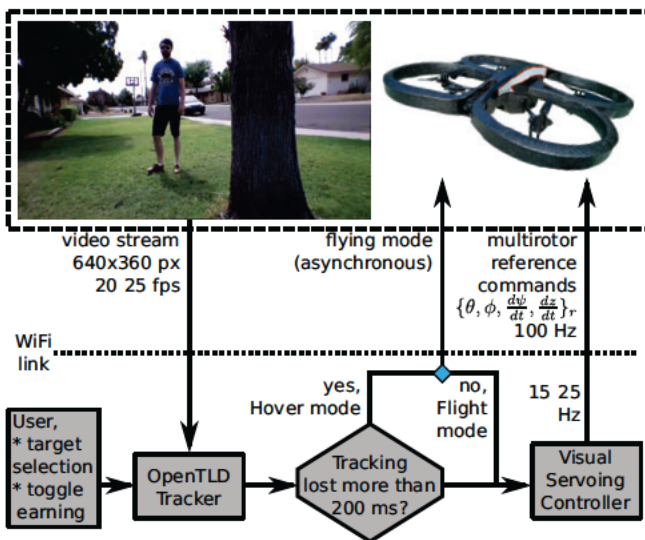 video stream
640x360 px
20 25 fps
flying mode
(asynchronous)
multirotor
reference
commands
{θ, ϕ, dψ/dt, dz/dt}r
100 Hz
WiFi
link
yes,
Hover mode
no,
Flight
mode
15 25
Hz
User,
* target
selection
* toggle
earning
OpenTLD
Tracker
Tracking
lost more than
200 ms?
Visual
Servoing
Controller